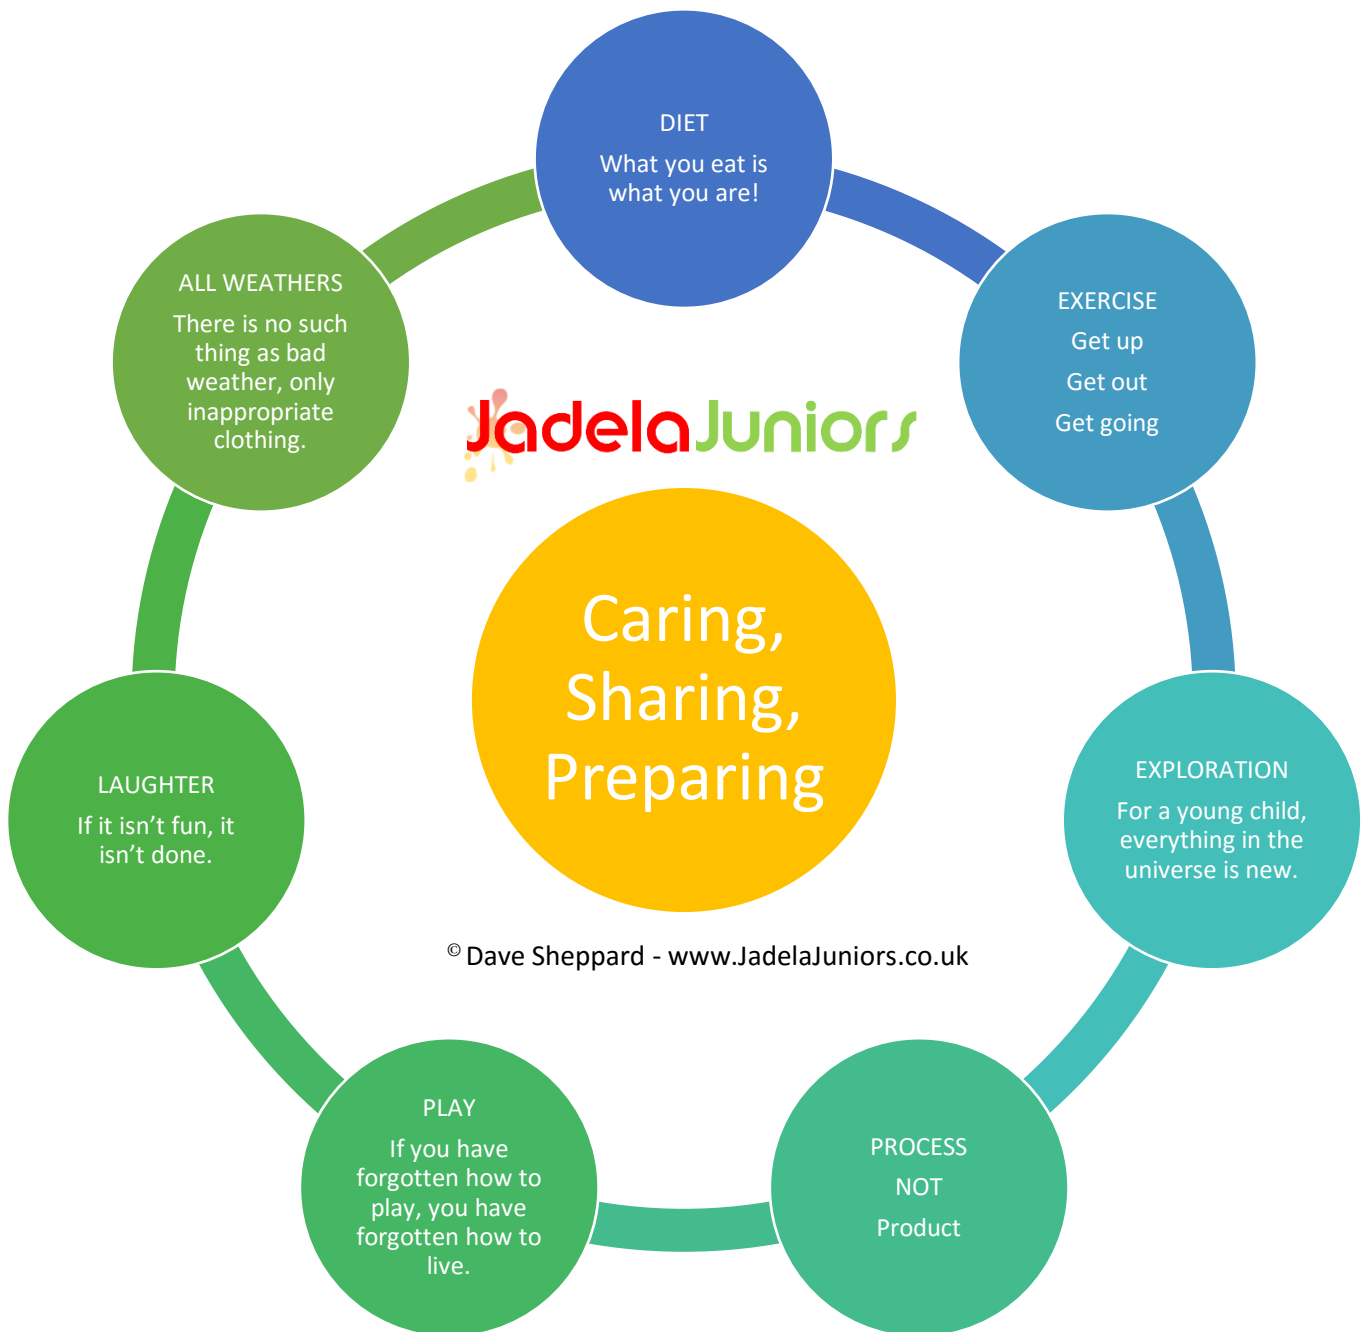 DIET
What you eat is
what you are!
EXERCISE
Get up
Get out
Get going
EXPLORATION
For a young child,
everything in the
universe is new.
PROCESS
NOT
Product
PLAY
If you have
forgotten how to
play, you have
forgotten how to
live.
LAUGHTER
If it isn’t fun, it
isn’t done.
ALL WEATHERS
There is no such
thing as bad
weather, only
inappropriate
clothing.
JadelaJuniors
Caring,
Sharing,
Preparing
© Dave Sheppard - www.JadelaJuniors.co.uk